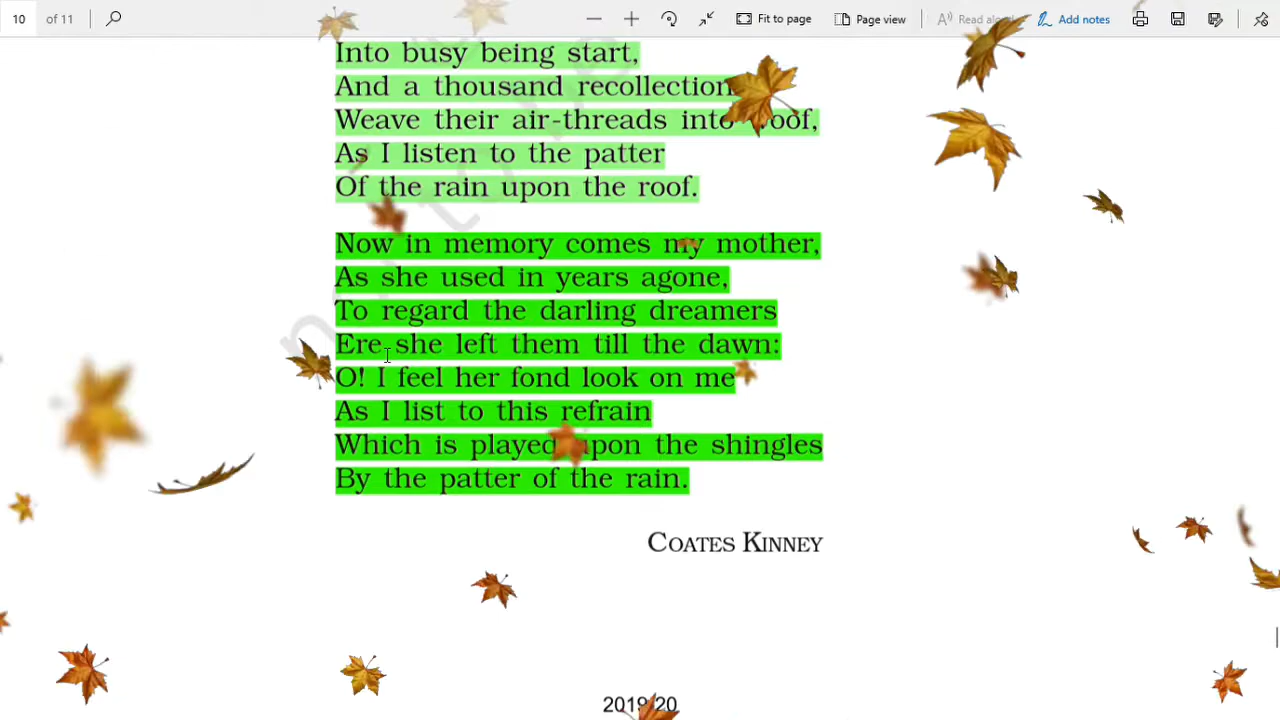 10 of 11 Fit to page Page view Read alo Add notes
Into busy being start,
And a thousand recollection
Weave their air-threads into woof,
As I listen to the patter
Of the rain upon the roof.
Now in memory comes my mother,
As she used in years agone,
To regard the darling dreamers
Ere she left them till the dawn:
O! I feel her fond look on me
As I list to this refrain
Which is played upon the shingles
By the patter of the rain.
COATES KINNEY
2019-20